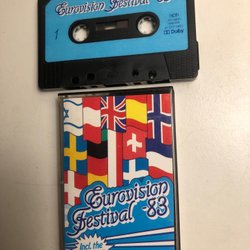 Eurovision Festival 83
1
Dolby
Eurovision
Festival -83
Incl. the